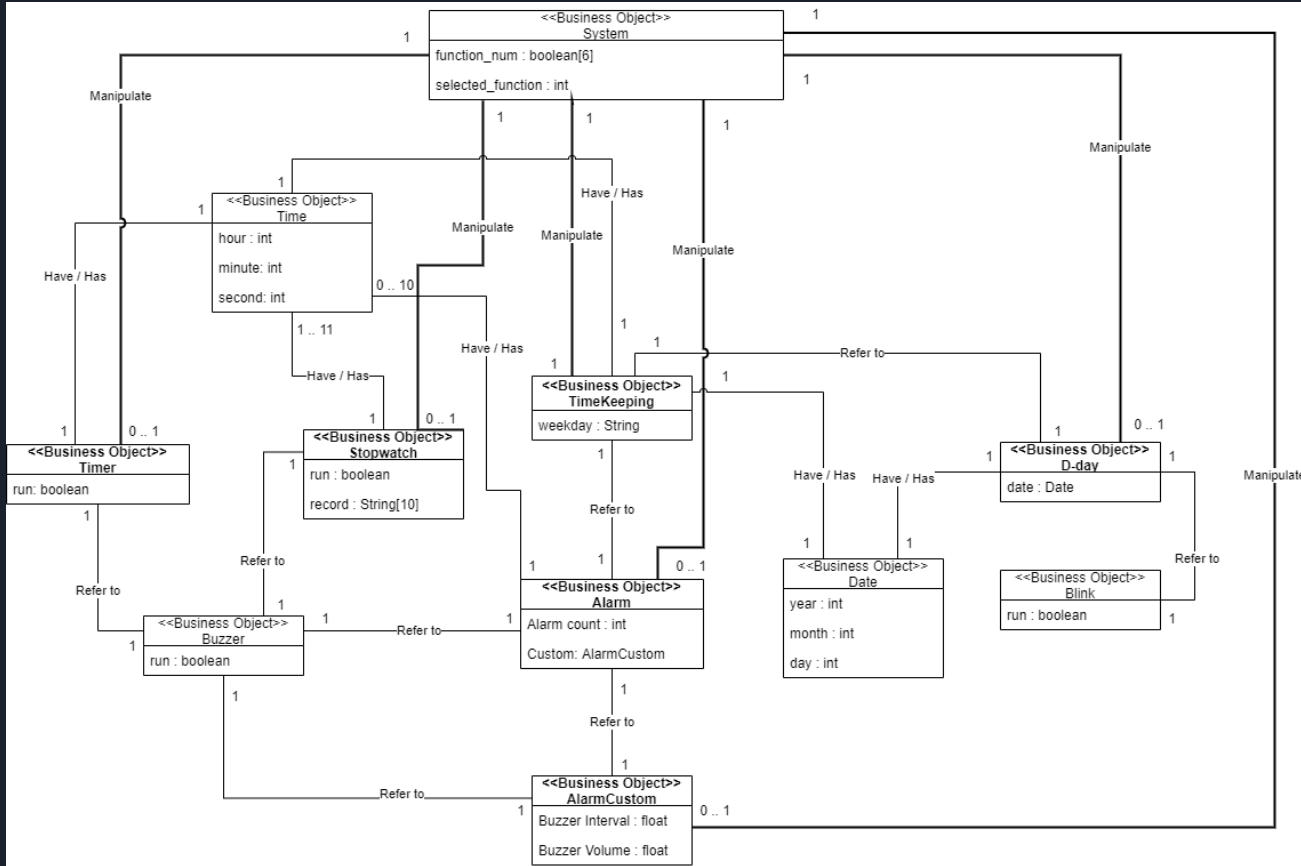 <<Business Object>>
System
function_num : boolean[6]
selected_function : int
1
1
1
1
1
1
1
Manipulate
Manipulate
Manipulate
Manipulate
Manipulate
Manipulate
1
Have / Has
<<Business Object>>
Time
hour : int
minute: int
second: int
1
Have / Has
0 .. 10
1 .. 11
Have / Has
Have / Has
1
1
1
Refer to
<<Business Object>>
TimeKeeping
weekday : String
1
1
0 .. 1
<<Business Object>>
Timer
run: boolean
1
1
0 .. 1
<<Business Object>>
Stopwatch
run : boolean
record : String[10]
1
1
0 .. 1
<<Business Object>>
D-day
date : Date
1
1
1
Have / Has
Have / Has
1
Refer to
Refer to
Refer to
Refer to
1
1
<<Business Object>>
Date
year : int
month : int
day : int
<<Business Object>>
Blink
run : boolean
1
1
1
0 .. 1
<<Business Object>>
Alarm
Alarm count : int
Custom: AlarmCustom
1
<<Business Object>>
Buzzer
run : boolean
1
1
Refer to
1
1
1
Refer to
1
Refer to
1
<<Business Object>>
AlarmCustom
Buzzer Interval : float
Buzzer Volume : float
0 .. 1